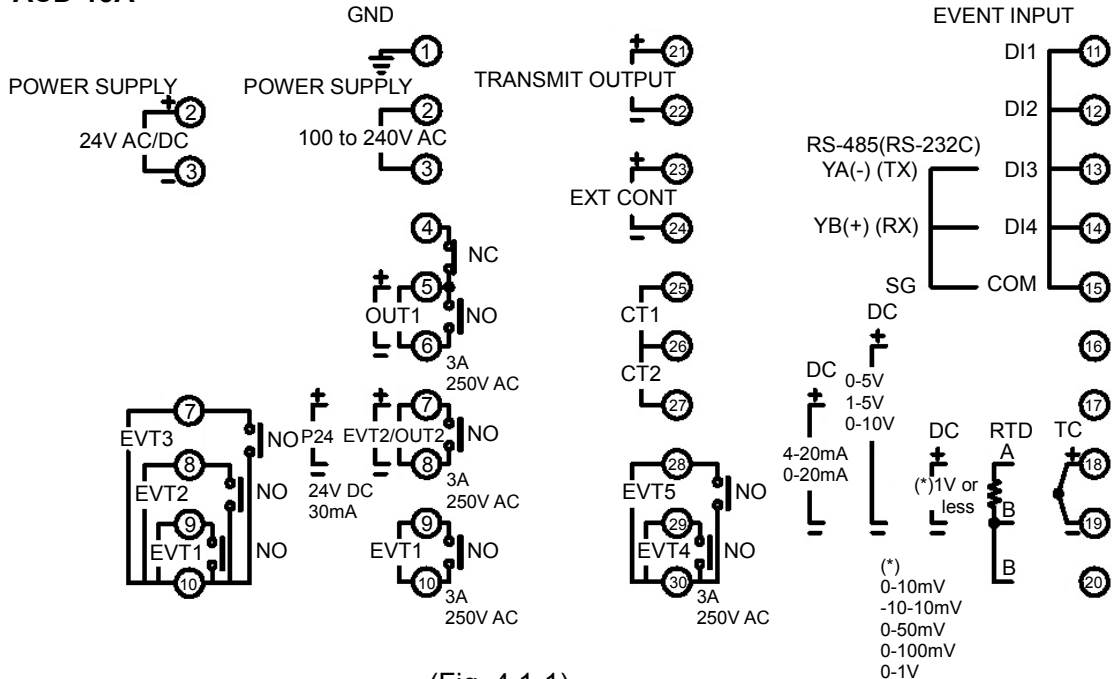 GND
1
POWER SUPPLY
+
2
24V AC/DC
3
–
POWER SUPPLY
2
100 to 240V AC
3
4
NC
+
5
OUT1
NO
6
–
3A
250V AC
7
EVT3
NO
8
EVT2
NO
9
EVT1
NO
10
+
P24
–
24V DC
30mA
+
7
EVT2/OUT2
NO
8
–
3A
250V AC
9
EVT1
NO
10
3A
250V AC
+
21
TRANSMIT OUTPUT
–
22
+
23
EXT CONT
–
24
25
CT1
26
CT2
27
28
EVT5
NO
29
EVT4
NO
30
3A
250V AC
EVENT INPUT
DI1
11
DI2
12
RS-485(RS-232C)
YA(-) (TX)
DI3
13
YB(+) (RX)
DI4
14
SG
COM
15
16
17
18
19
20
DC
+
4-20mA
0-20mA
–
DC
+
0-5V
1-5V
0-10V
–
DC
+
(*)1V or
less
–
RTD
A
B
B
TC
+
–
(*)
0-10mV
-10-10mV
0-50mV
0-100mV
0-1V